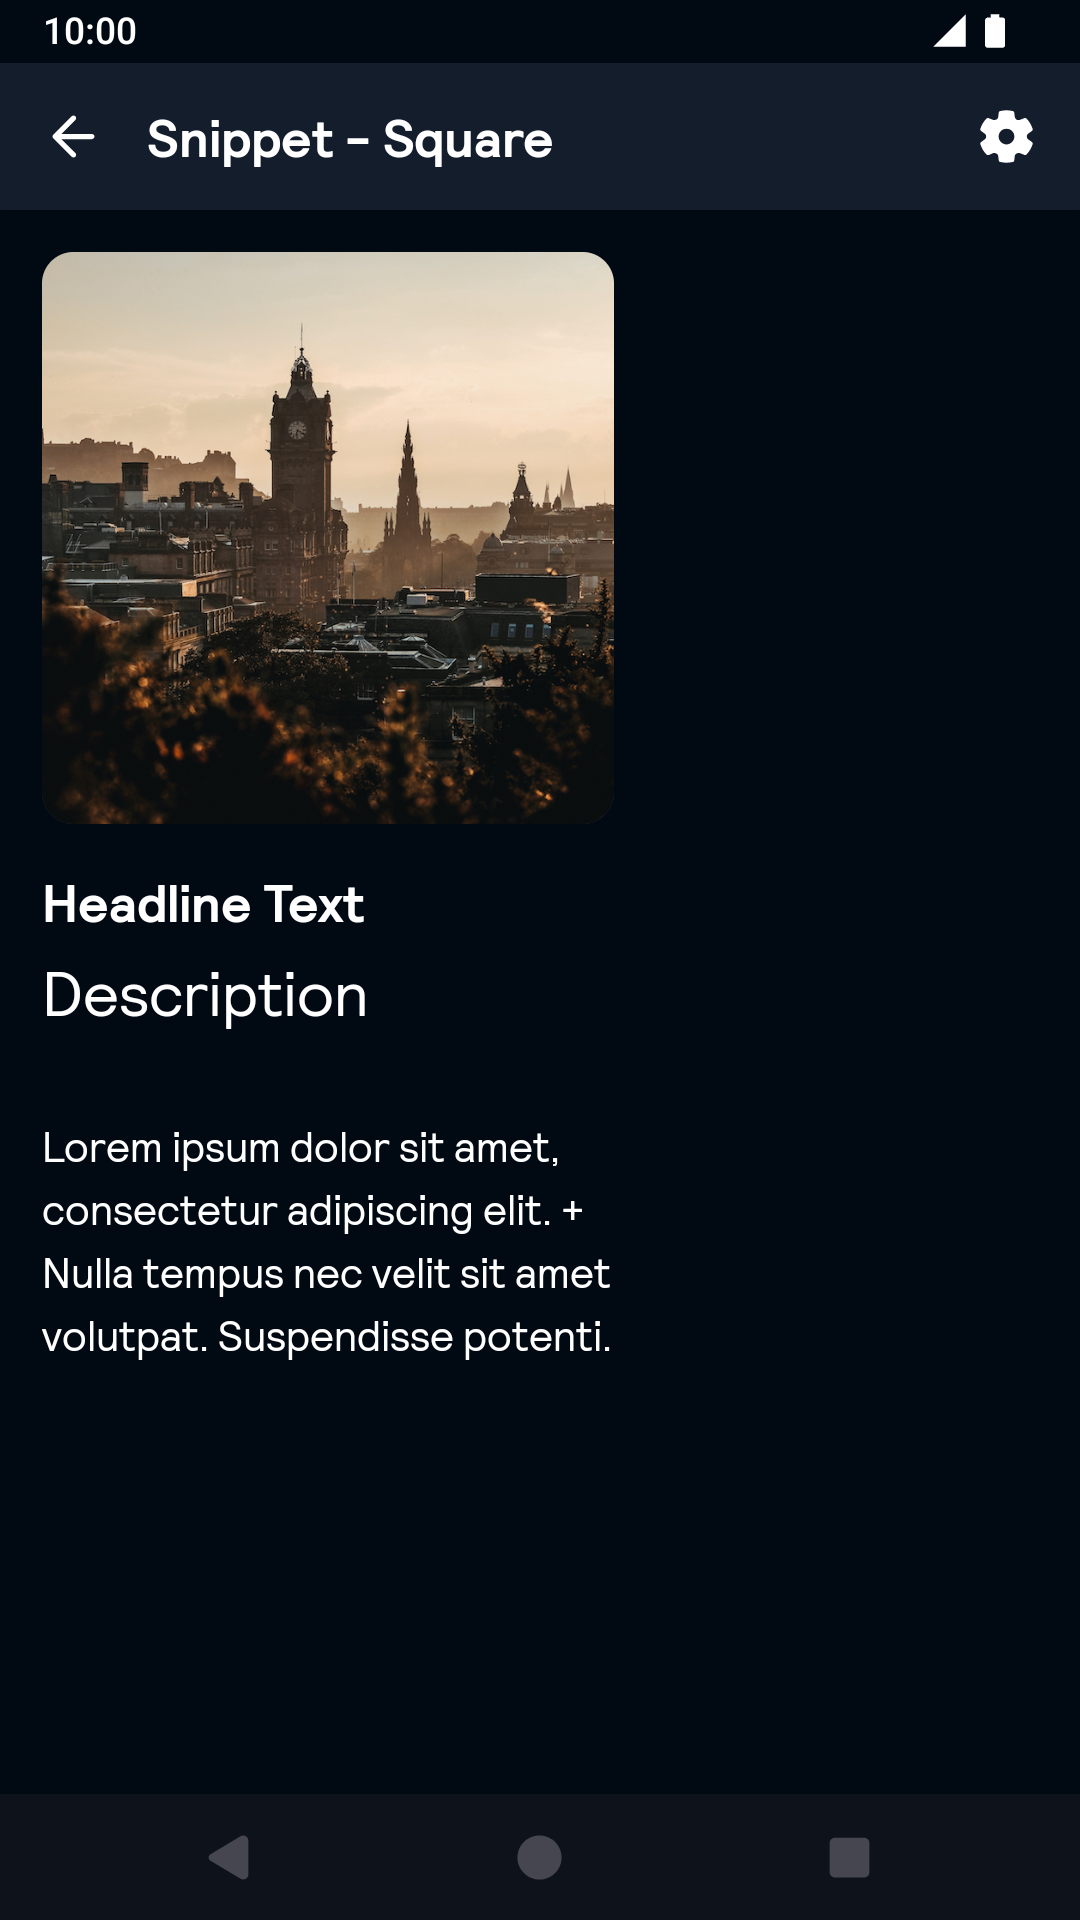 10:00
Snippet - Square
Headline Text
Description
Lorem ipsum dolor sit amet,
consectetur adipiscing elit. +
Nulla tempus nec velit sit amet
volutpat. Suspendisse potenti.